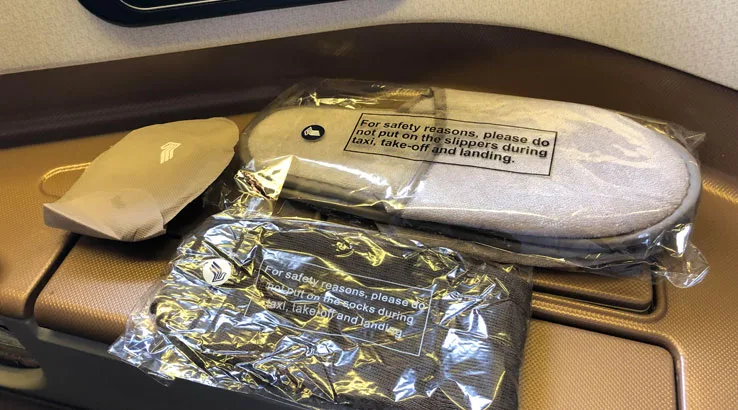 For safety reasons, please do
not put on the slippers during
taxi, take-off and landing.
For safety reasons, please do
not put on the socks during
taxi, take-off and landing.